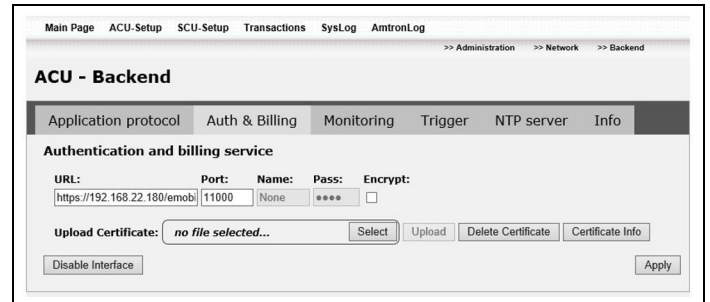 Main Page ACU-Setup SCU-Setup Transactions SysLog AmtronLog
>> Administration >> Network >> Backend
ACU - Backend
Application protocol Auth & Billing Monitoring Trigger NTP server Info
Authentication and billing service
URL: Port: Name: Pass: Encrypt:
https://192.168.22.180/emobi 11000 None ●●●●
Upload Certificate: no file selected... Select Upload Delete Certificate Certificate Info
Disable Interface Apply